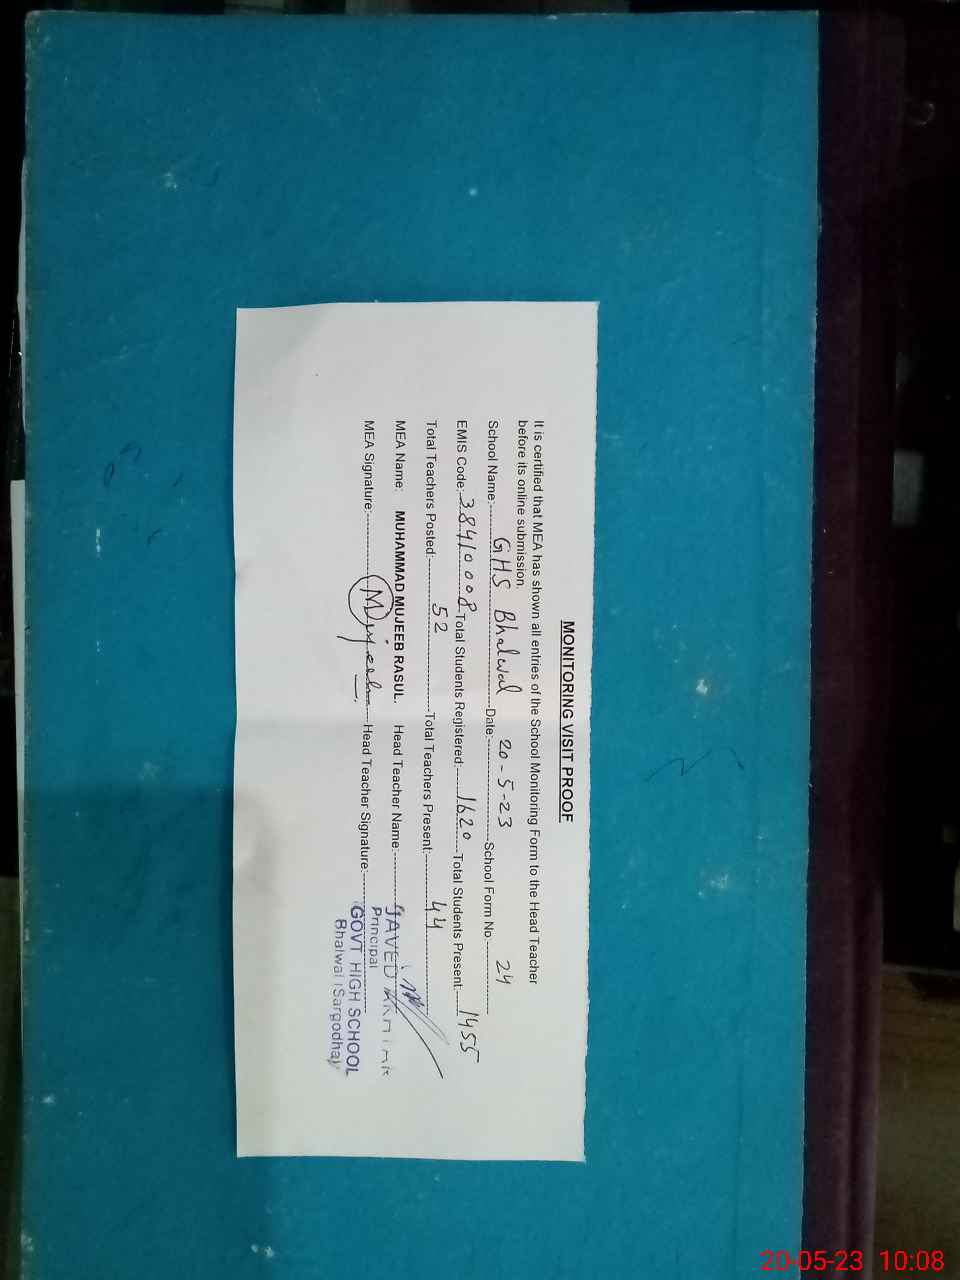 MONITORING VISIT PROOF
It is certified that MEA has shown all entries of the School Monitoring Form to the Head Teacher
before its online submission.
School Name:- GHS Bhalwal Date:- 20-5-23 School Form No:- 24
EMIS Code:- 38410008 Total Students Registered:- 1620 Total Students Present:- 1455
Total Teachers Posted:- 52 Total Teachers Present:- 44
MEA Name: MUHAMMAD MUJEEB RASUL. Head Teacher Name:- JAVED
Principal
MEA Signature:- Mujeeb Head Teacher Signature:-
GOVT HIGH SCHOOL
Bhalwal (Sargodha)
20-05-23 10:08